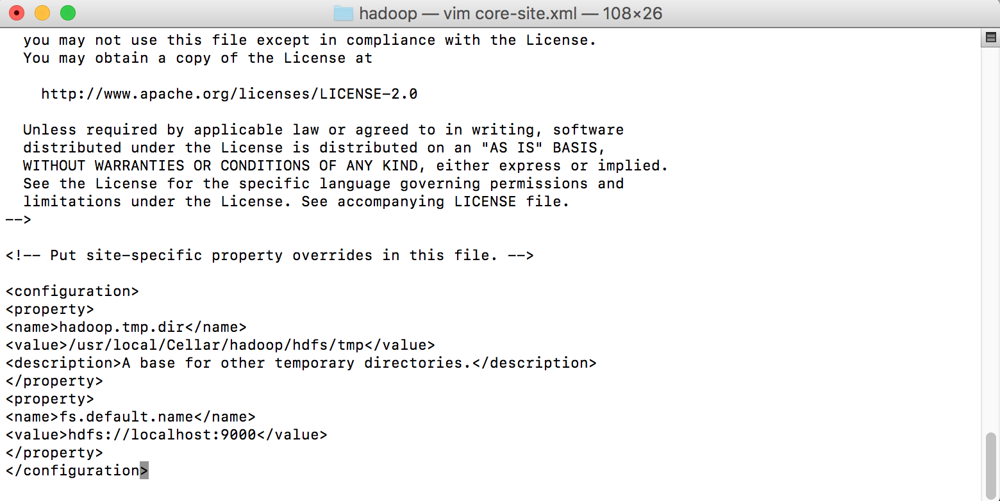 hadoop — vim core-site.xml — 108×26
you may not use this file except in compliance with the License.
You may obtain a copy of the License at
http://www.apache.org/licenses/LICENSE-2.0
Unless required by applicable law or agreed to in writing, software
distributed under the License is distributed on an "AS IS" BASIS,
WITHOUT WARRANTIES OR CONDITIONS OF ANY KIND, either express or implied.
See the License for the specific language governing permissions and
limitations under the License. See accompanying LICENSE file.
-->
<!-- Put site-specific property overrides in this file. -->
<configuration>
<property>
<name>hadoop.tmp.dir</name>
<value>/usr/local/Cellar/hadoop/hdfs/tmp</value>
<description>A base for other temporary directories.</description>
</property>
<property>
<name>fs.default.name</name>
<value>hdfs://localhost:9000</value>
</property>
</configuration>